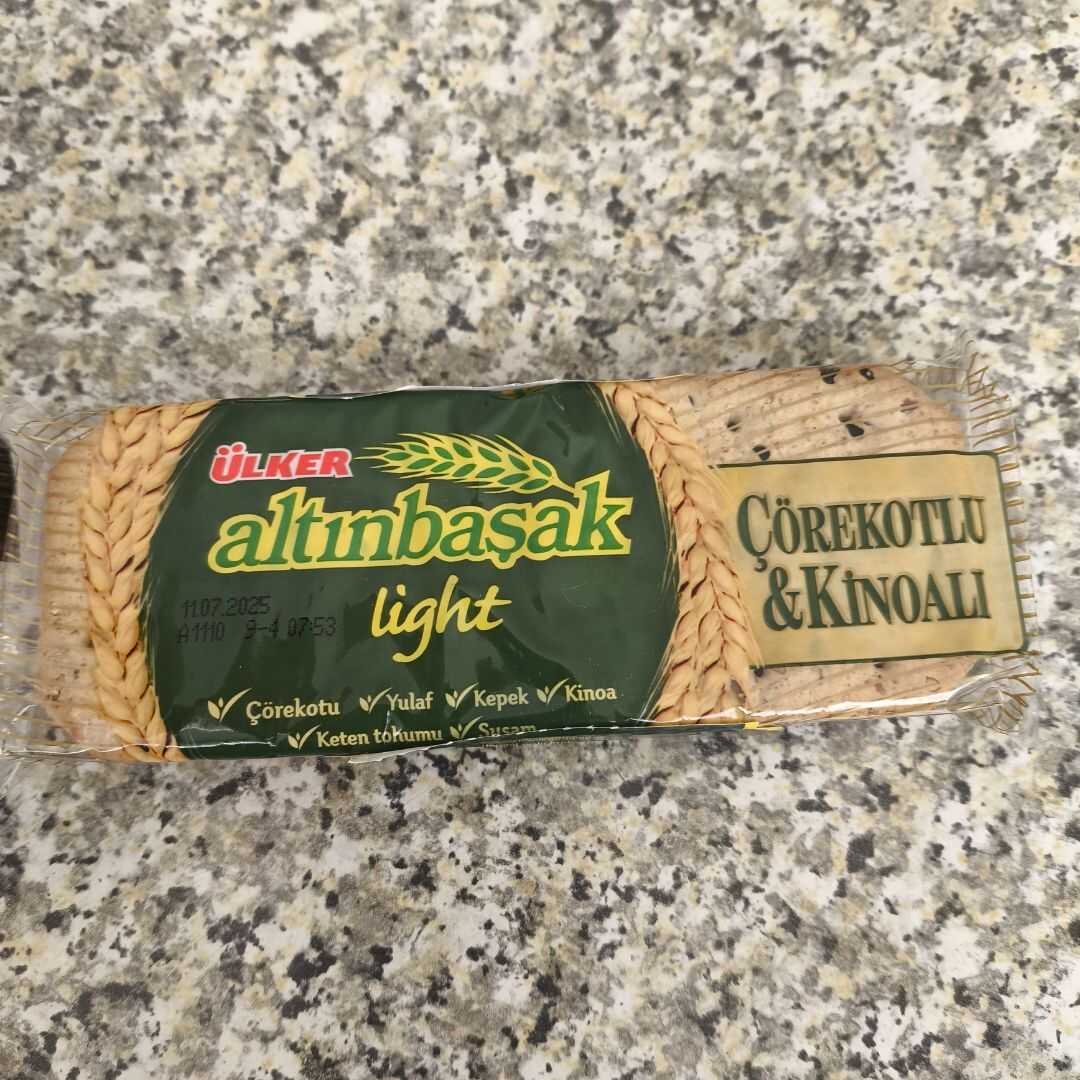 ÜLKER
altınbaşak
light
11.07.2025
A1110 9-4 07:53
ÇÖREKOTLU
&KİNOALI
Çörekotu Yulaf Kepek Kinoa
Keten tohumu Susam